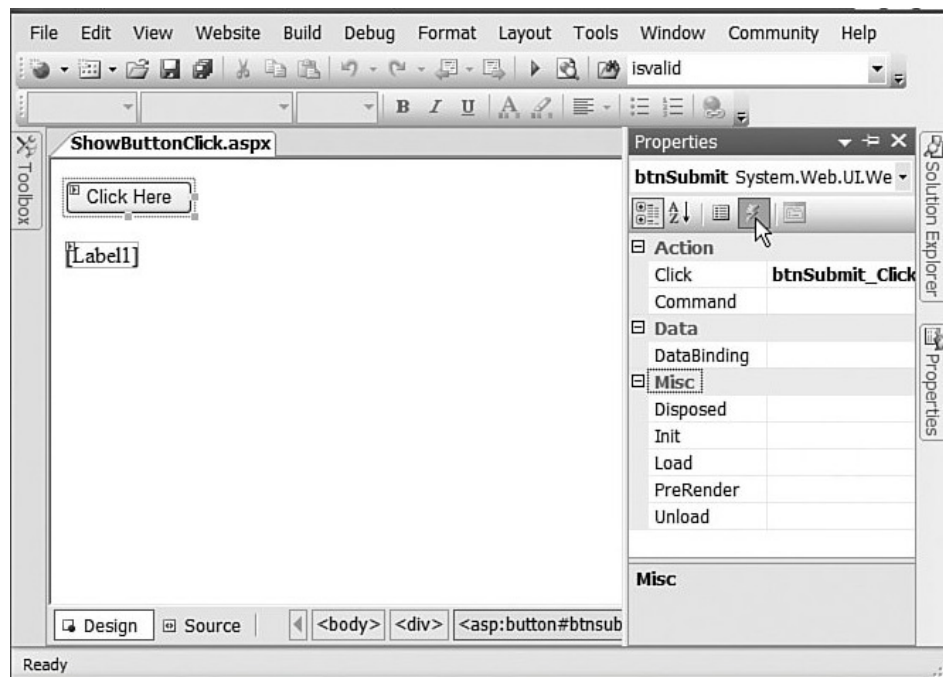 File Edit View Website Build Debug Format Layout Tools Window Community Help
isvalid
B I U A
Toolbox
ShowButtonClick.aspx
Click Here
[Label1]
Properties
btnSubmit System.Web.UI.We
Action
Click btnSubmit_Click
Command
Data
DataBinding
Misc
Disposed
Init
Load
PreRender
Unload
Misc
Solution Explorer
Properties
Design Source <body> <div> <asp:button#btnsub
Ready